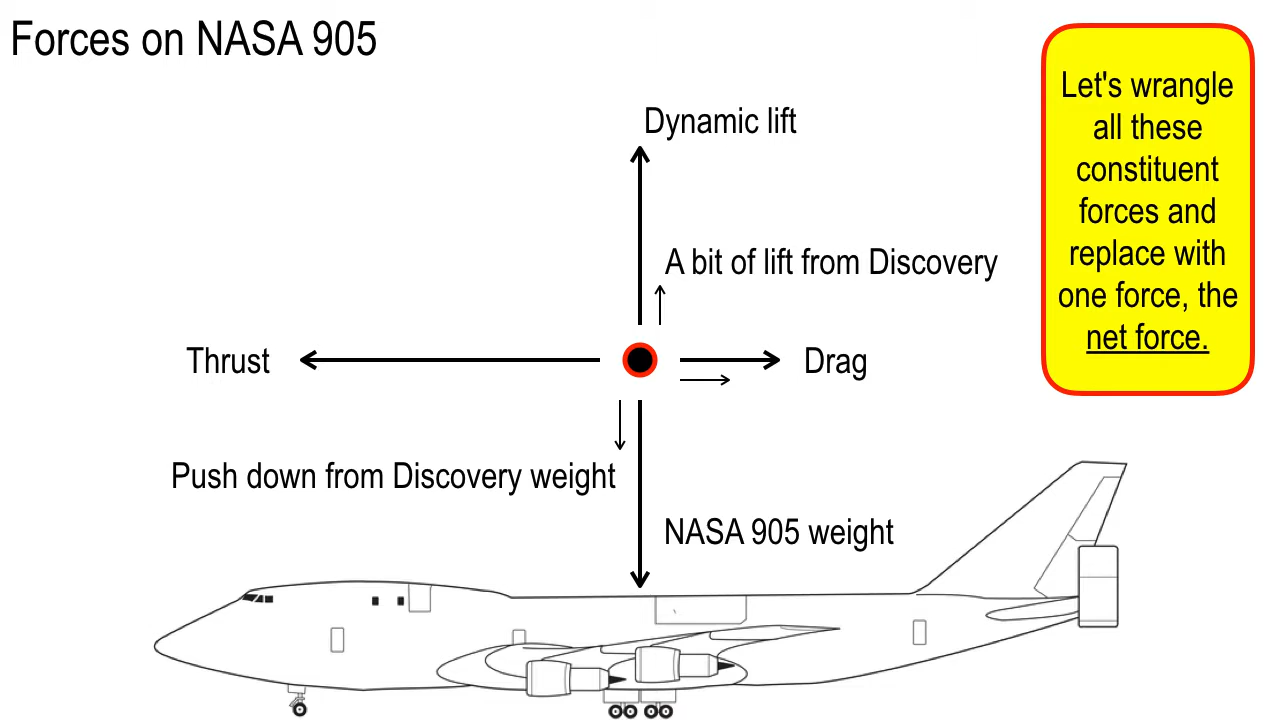 Forces on NASA 905
Let's wrangle
all these
constituent
forces and
replace with
one force, the
net force.
Dynamic lift
A bit of lift from Discovery
Thrust
Drag
Push down from Discovery weight
NASA 905 weight